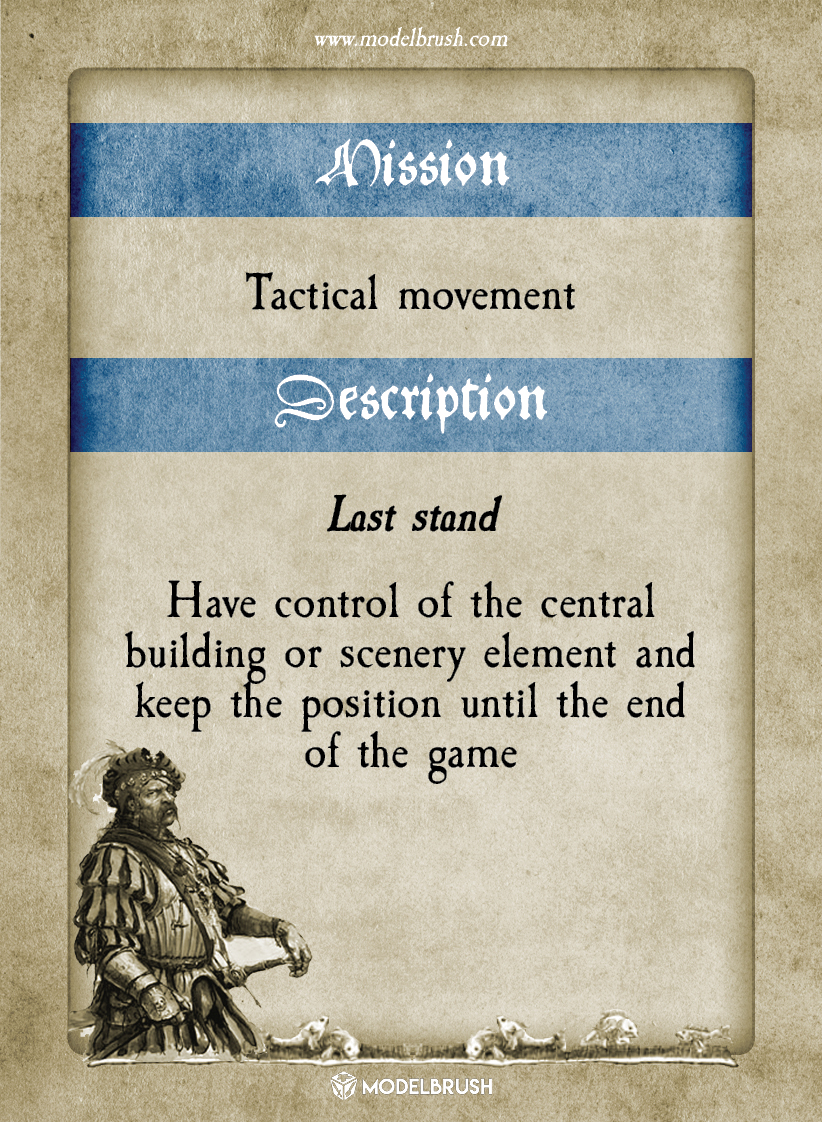 www.modelbrush.com
Mission
Tactical movement
Description
Last stand
Have control of the central
building or scenery element and
keep the position until the end
of the game
MODELBRUSH